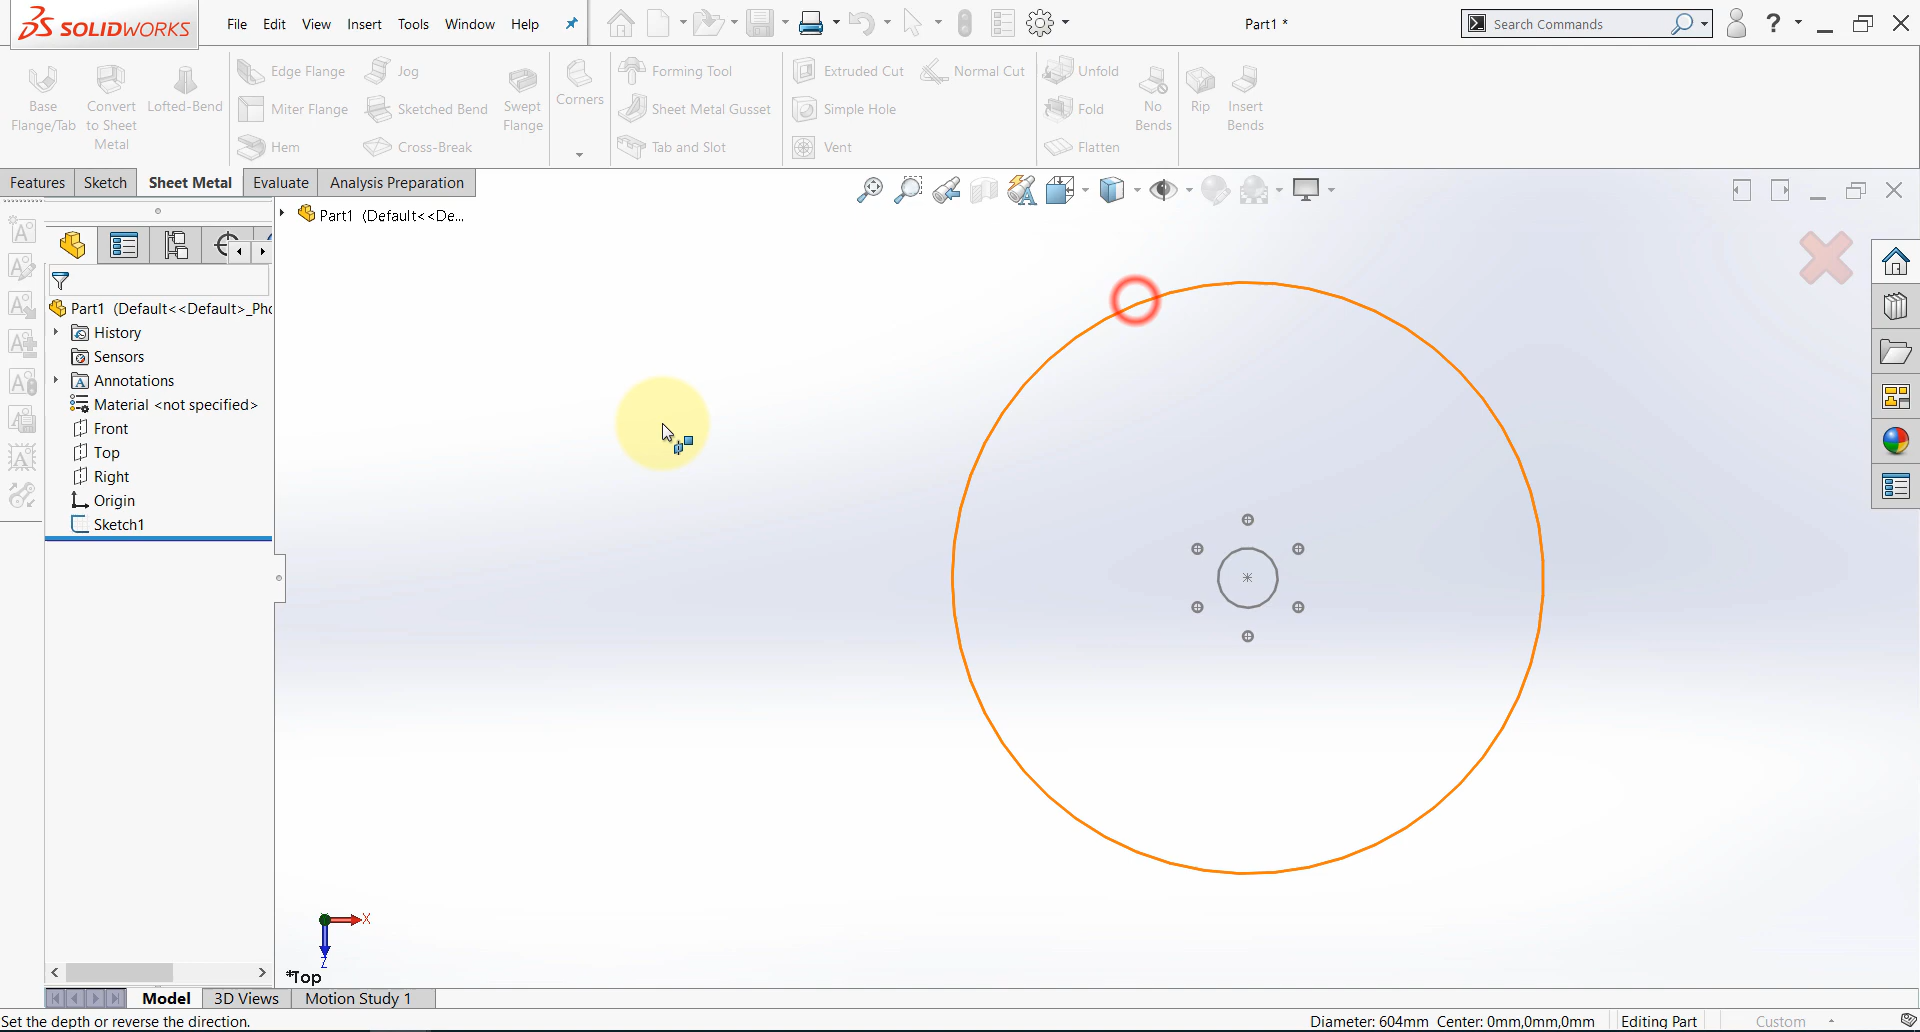 SOLIDWORKS
File Edit View Insert Tools Window Help
Part1 *
Search Commands
?
Base Flange/Tab
Convert to Sheet Metal
Lofted-Bend
Edge Flange
Miter Flange
Hem
Jog
Sketched Bend
Cross-Break
Swept Flange
Corners
Forming Tool
Sheet Metal Gusset
Tab and Slot
Extruded Cut
Simple Hole
Vent
Normal Cut
Unfold
Fold
Flatten
No Bends
Rip
Insert Bends
Features Sketch Sheet Metal Evaluate Analysis Preparation
Part1 (Default<<De...
Part1 (Default<<Default>_Pho
History
Sensors
Annotations
Material <not specified>
Front
Top
Right
Origin
Sketch1
X
Z
*Top
Model 3D Views Motion Study 1
Set the depth or reverse the direction.
Diameter: 604mm Center: 0mm,0mm,0mm Editing Part Custom